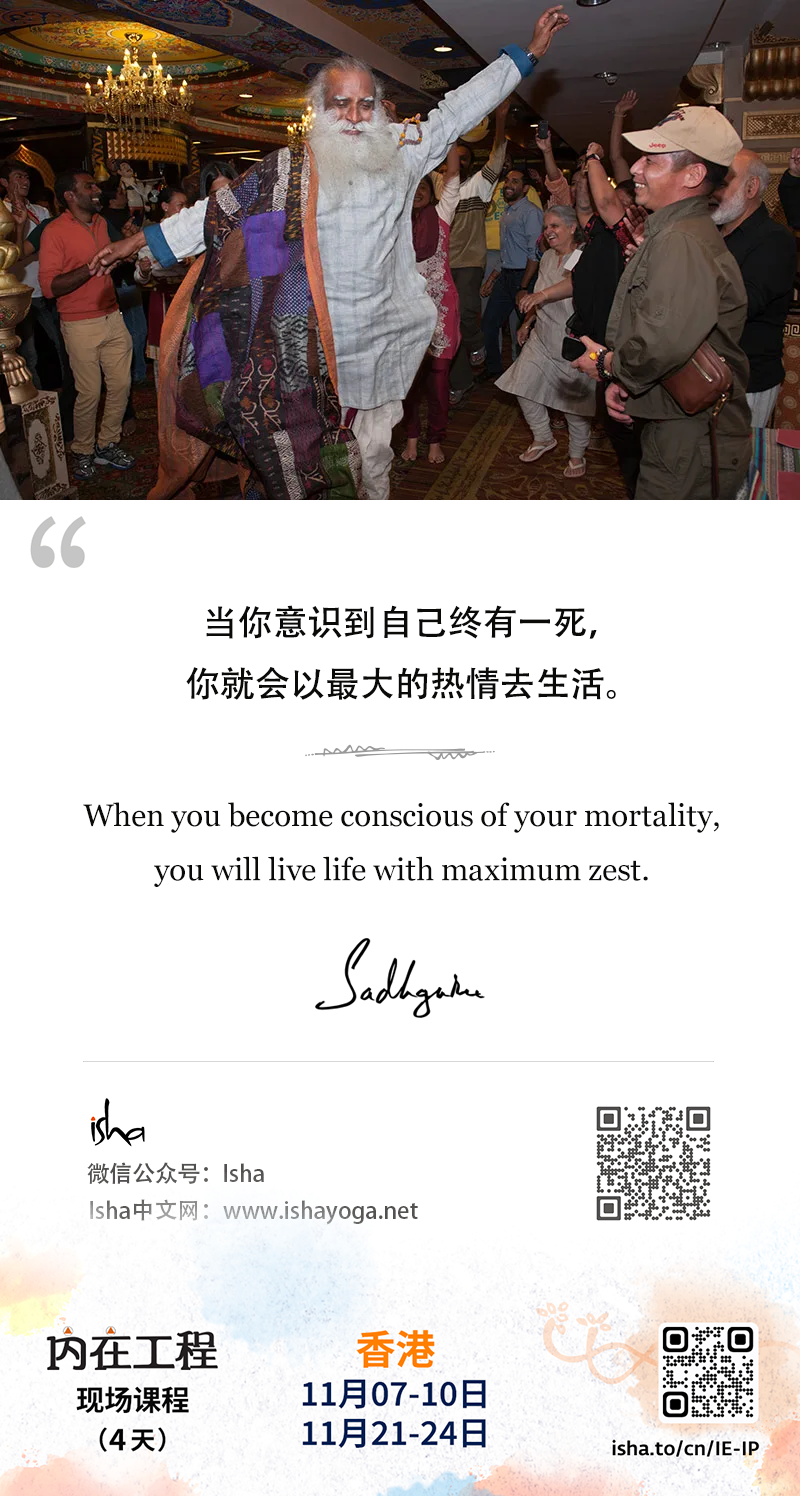 Jeep
“
当你意识到自己终有一死，
你就会以最大的热情去生活。
When you become conscious of your mortality,
you will live life with maximum zest.
Sadhguru
isha
微信公众号：Isha
Isha中文网：www.ishayoga.net
内在工程
现场课程
（4天）
香港
11月07-10日
11月21-24日
isha.to/cn/IE-IP